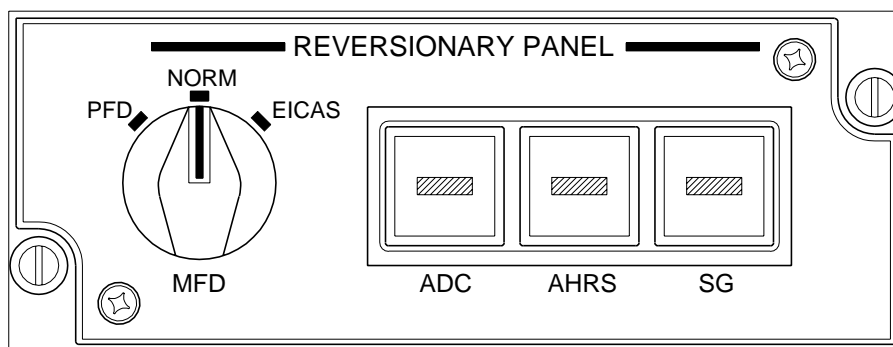 REVERSIONARY PANEL
NORM
PFD
EICAS
MFD
ADC
AHRS
SG